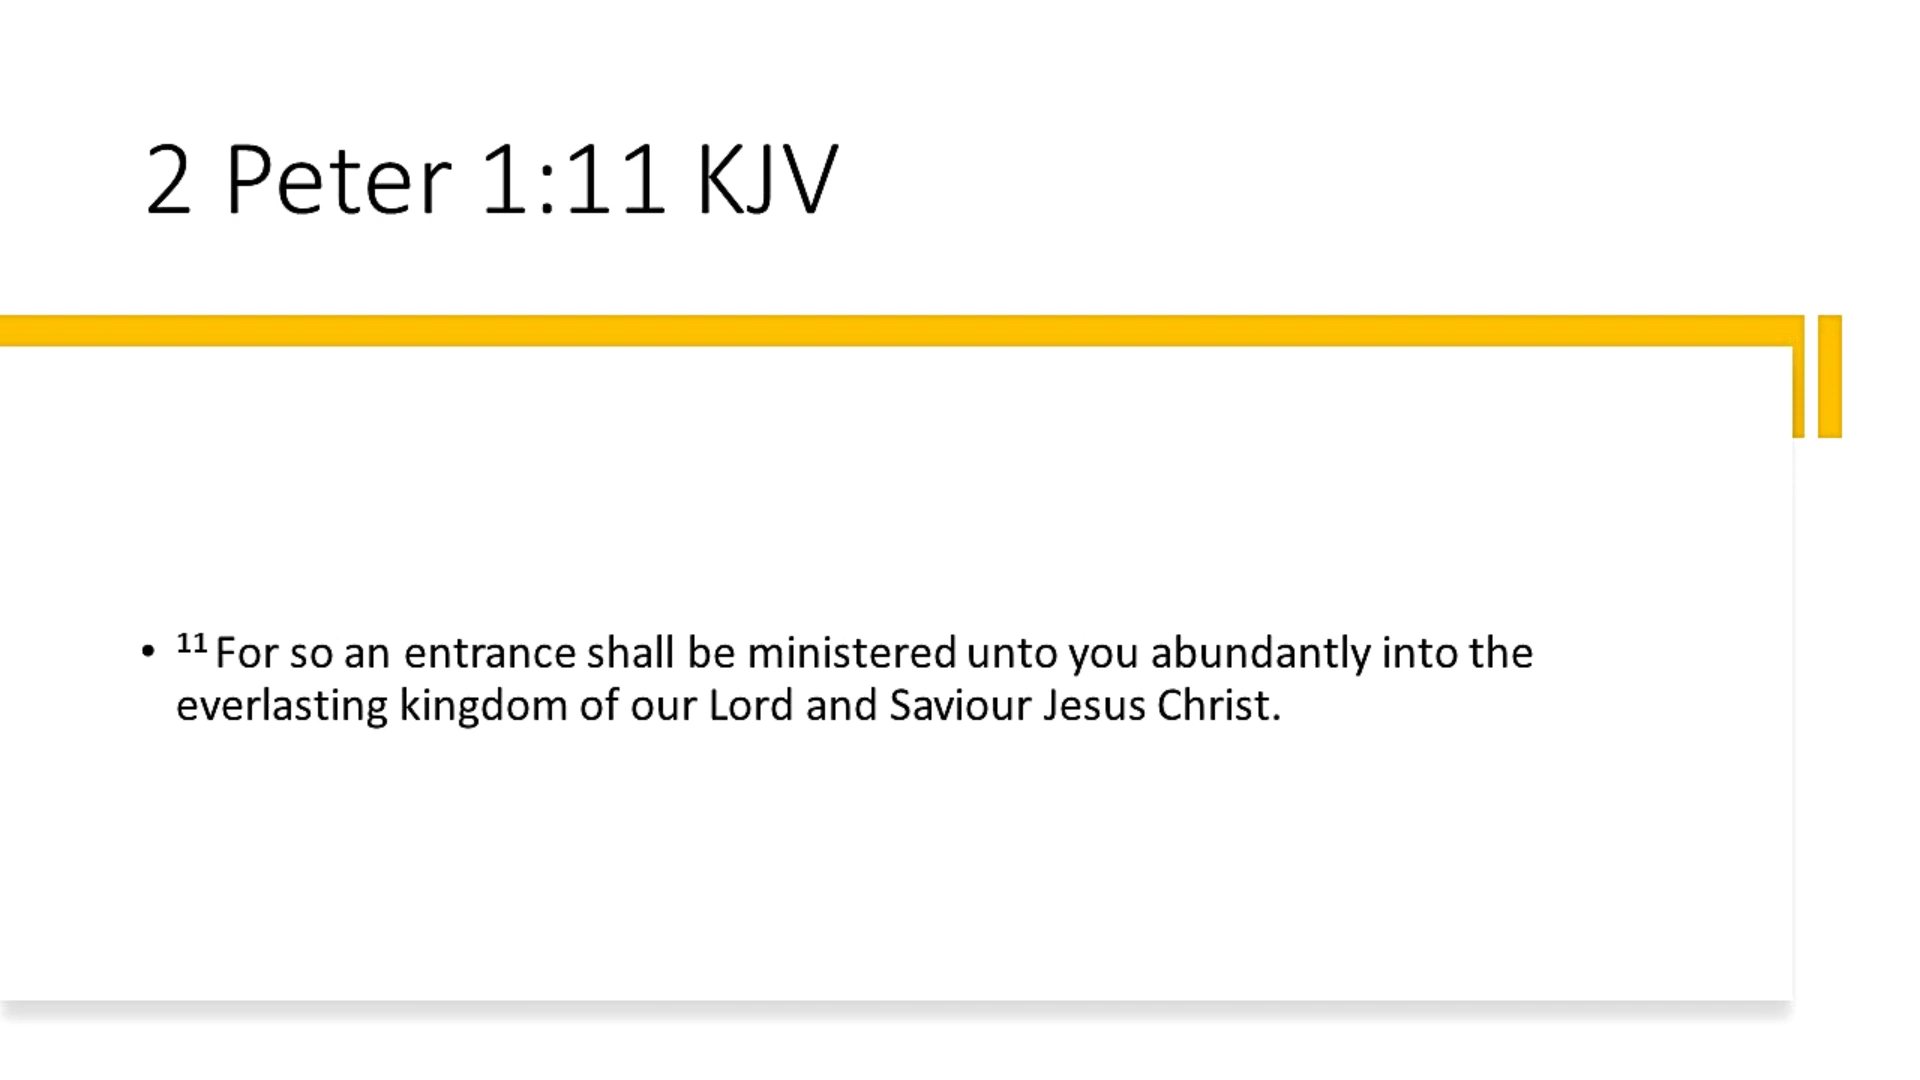 2 Peter 1:11 KJV
• ¹¹ For so an entrance shall be ministered unto you abundantly into the
everlasting kingdom of our Lord and Saviour Jesus Christ.